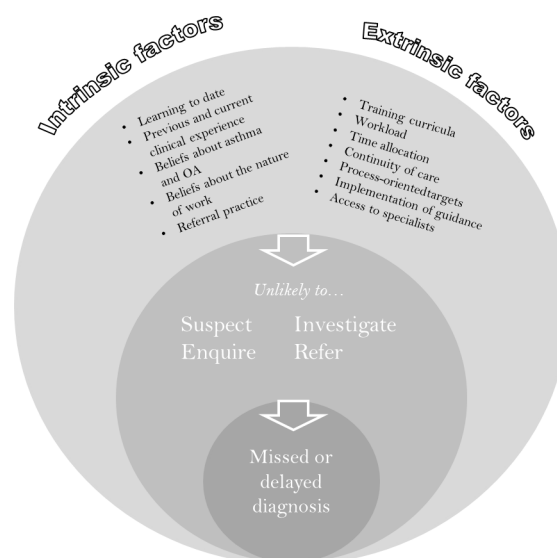 Intrinsic factors
Extrinsic factors
• Learning to date
• Previous and current
clinical experience
• Beliefs about asthma
and OA
• Beliefs about the nature
of work
• Referral practice
• Training curricula
• Workload
• Time allocation
• Continuity of care
• Process-orientedtargets
• Implementation of guidance
• Access to specialists
Unlikely to…
Suspect Investigate
Enquire Refer
Missed or
delayed
diagnosis